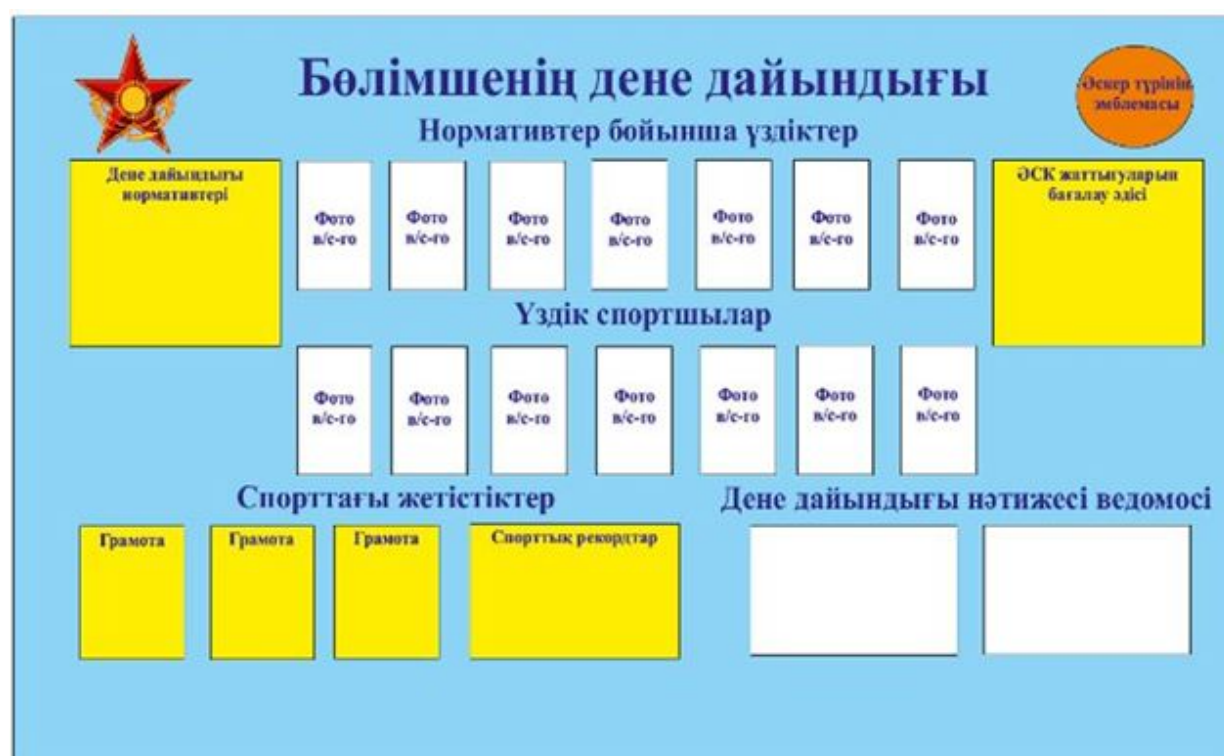 Бөлімшенің дене дайындығы
Әскер түрінің
эмблемасы
Нормативтер бойынша үздіктер
Дене дайындығы
нормативтері
Фото
в/с-го
Фото
в/с-го
Фото
в/с-го
Фото
в/с-го
Фото
в/с-го
Фото
в/с-го
Фото
в/с-го
ӘСК жаттығуларын
бағалау әдісі
Үздік спортшылар
Фото
в/с-го
Фото
в/с-го
Фото
в/с-го
Фото
в/с-го
Фото
в/с-го
Фото
в/с-го
Фото
в/с-го
Спорттағы жетістіктер
Дене дайындығы нәтижесі ведомосі
Грамота
Грамота
Грамота
Спорттық рекордтар